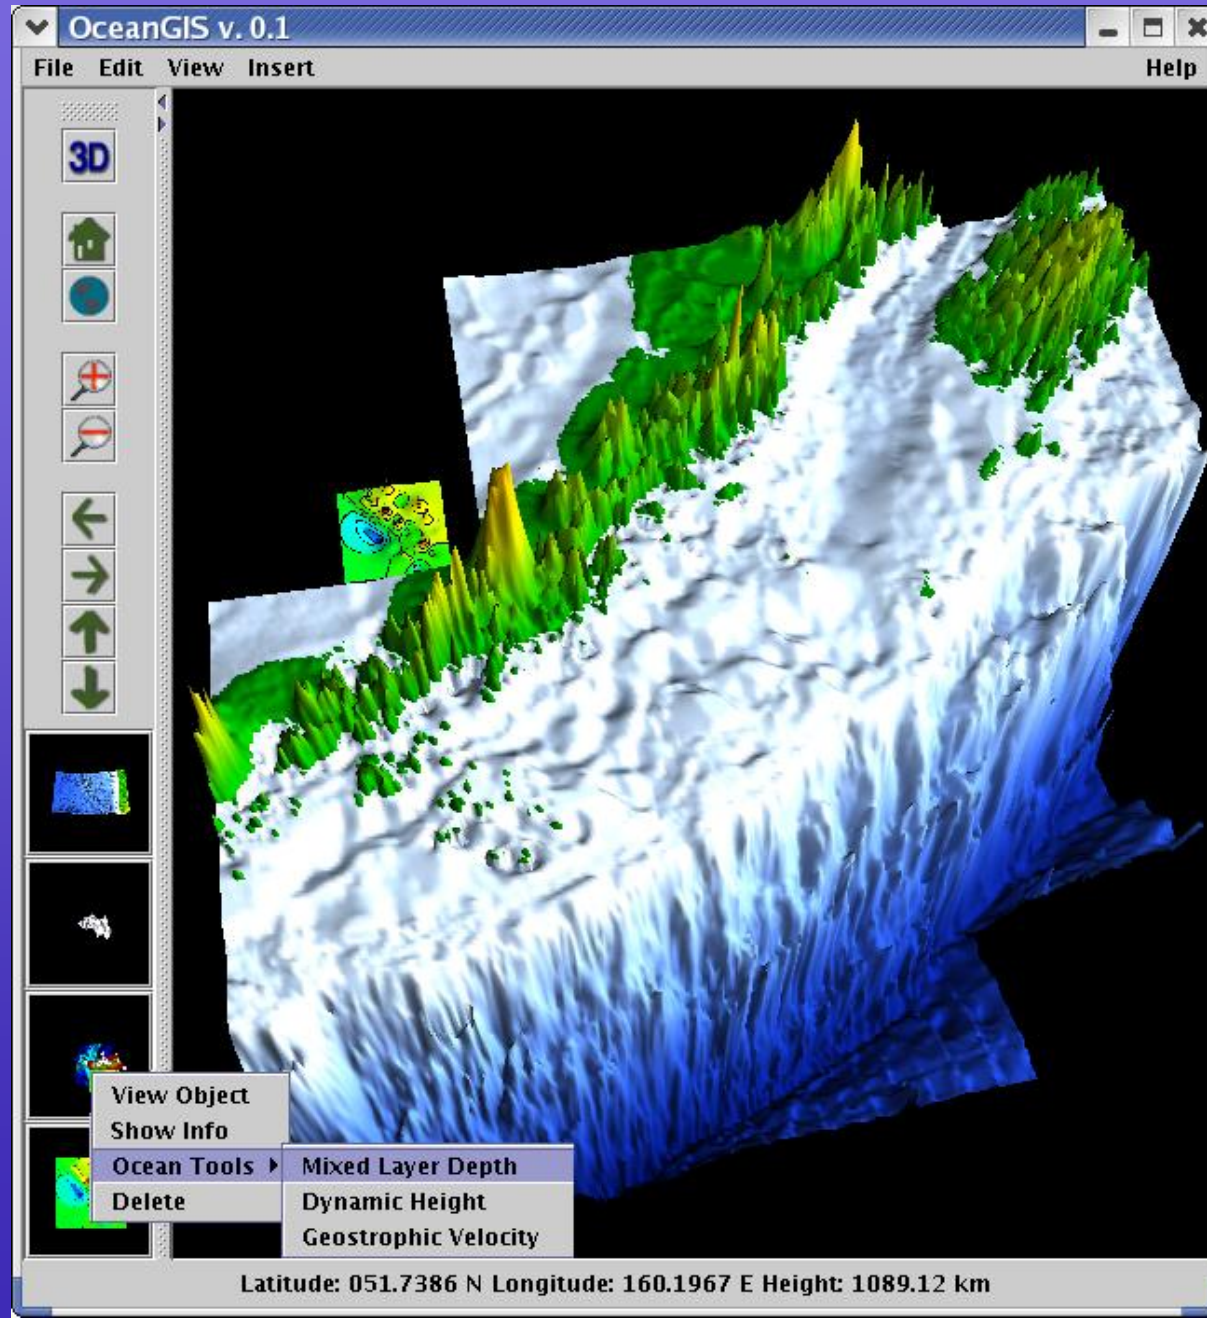 OceanGIS v. 0.1
File Edit View Insert Help
3D
View Object
Show Info
Ocean Tools
Delete
Mixed Layer Depth
Dynamic Height
Geostrophic Velocity
Latitude: 051.7386 N Longitude: 160.1967 E Height: 1089.12 km